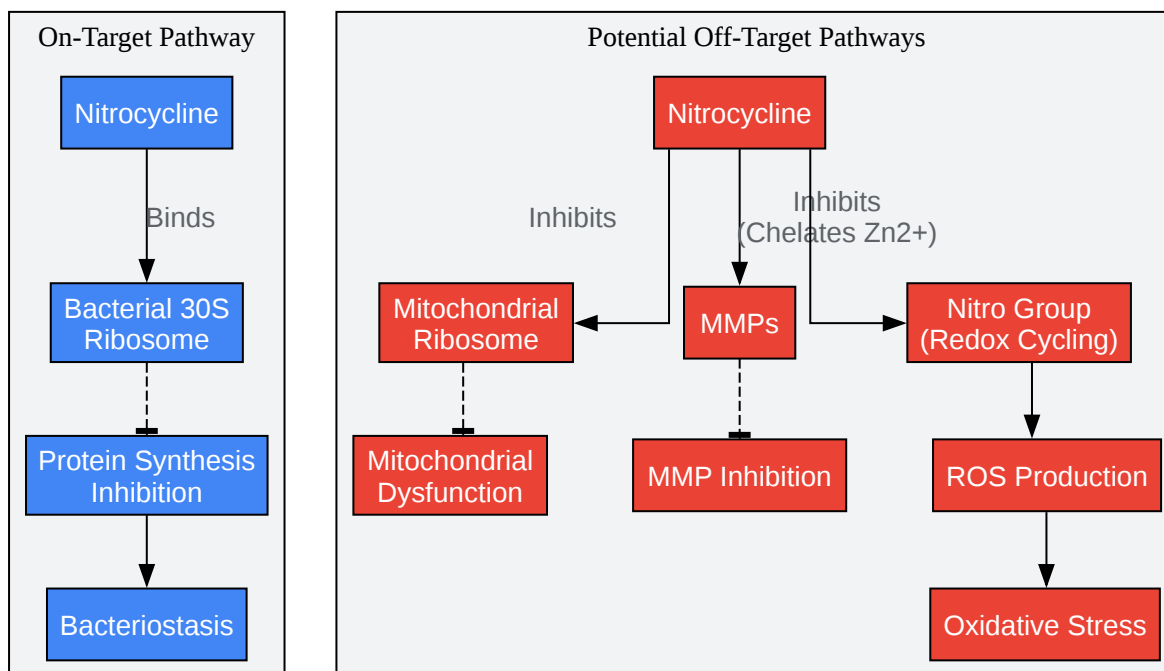 On-Target Pathway
Nitrocycline
Binds
Bacterial 30S
Ribosome
Protein Synthesis
Inhibition
Bacteriostasis
Potential Off-Target Pathways
Nitrocycline
Inhibits
Inhibits
(Chelates Zn2+)
Mitochondrial
Ribosome
MMPs
Nitro Group
(Redox Cycling)
Mitochondrial
Dysfunction
MMP Inhibition
ROS Production
Oxidative Stress